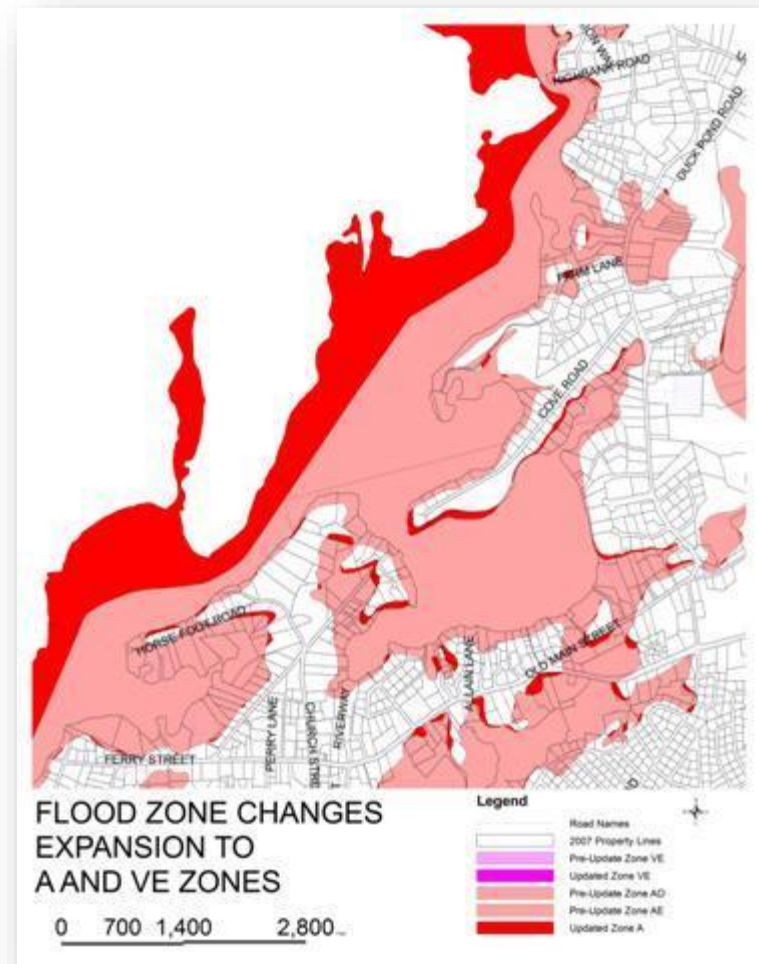 HIGHBANK ROAD
DUCK POND ROAD
FARM LANE
COVE ROAD
HORSE FOOT ROAD
ALLAIN LANE
OLD MAIN STREET
PERRY LANE
CHURCH STRE
RIVERWAY
FERRY STREET
FLOOD ZONE CHANGES
EXPANSION TO
A AND VE ZONES
0 700 1,400 2,800
Legend
Road Names
2007 Property Lines
Pre-Update Zone VE
Updated Zone VE
Pre-Update Zone AO
Pre-Update Zone AE
Updated Zone A